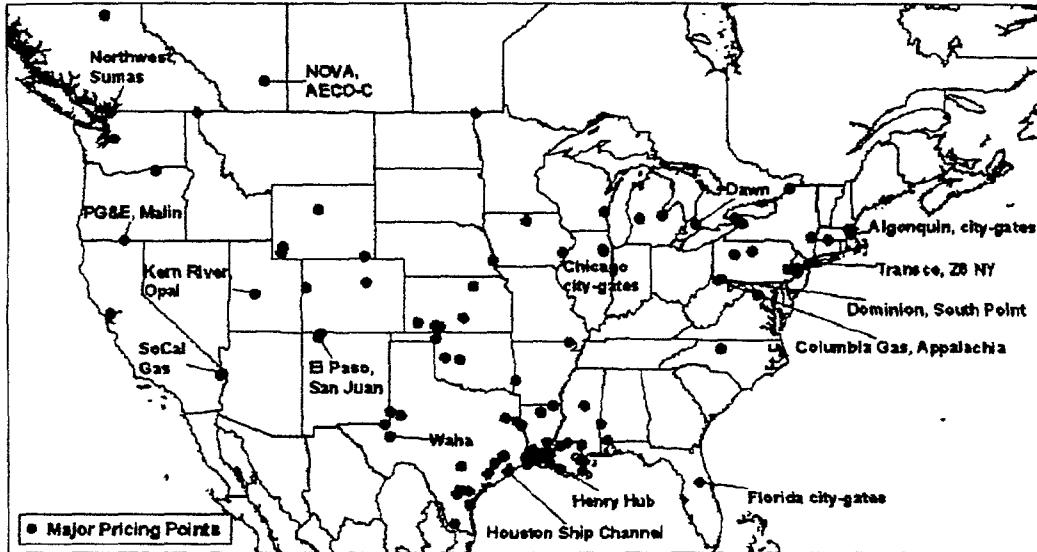 Northwest,
Sumas
NOVA,
AECO-C
Dawn
PG&E, Malin
Algonquin, city-gates
Kern River,
Opal
Chicago
city-gates
Transco, Z6 NY
Dominion, South Point
SoCal
Gas
El Paso,
San Juan
Columbia Gas, Appalachia
Waha
Henry Hub
Florida city-gates
Major Pricing Points
Houston Ship Channel